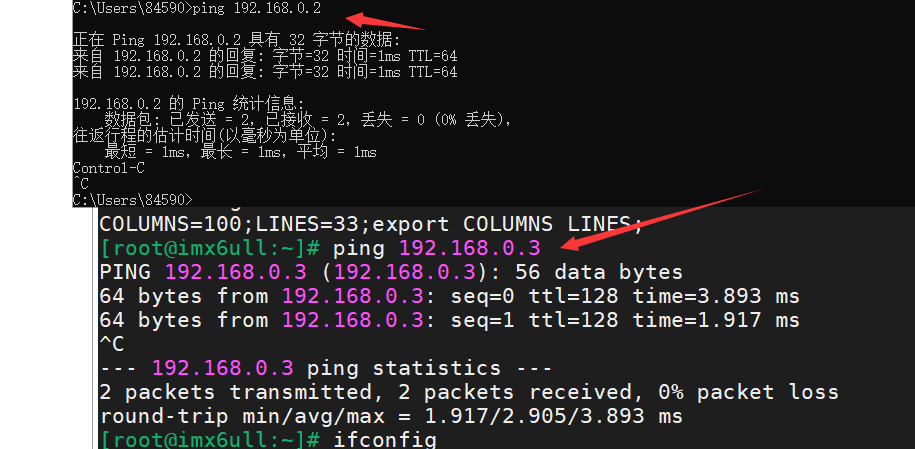 C:\Users\84590>ping 192.168.0.2
正在 Ping 192.168.0.2 具有 32 字节的数据:
来自 192.168.0.2 的回复: 字节=32 时间=1ms TTL=64
来自 192.168.0.2 的回复: 字节=32 时间=1ms TTL=64
192.168.0.2 的 Ping 统计信息:
数据包: 已发送 = 2，已接收 = 2，丢失 = 0 (0% 丢失)，
往返行程的估计时间(以毫秒为单位):
最短 = 1ms，最长 = 1ms，平均 = 1ms
Control-C
^C
C:\Users\84590>
COLUMNS=100;LINES=33;export COLUMNS LINES;
[root@imx6ull:~]# ping 192.168.0.3
PING 192.168.0.3 (192.168.0.3): 56 data bytes
64 bytes from 192.168.0.3: seq=0 ttl=128 time=3.893 ms
64 bytes from 192.168.0.3: seq=1 ttl=128 time=1.917 ms
^C
--- 192.168.0.3 ping statistics ---
2 packets transmitted, 2 packets received, 0% packet loss
round-trip min/avg/max = 1.917/2.905/3.893 ms
[root@imx6ull:~]# ifconfig